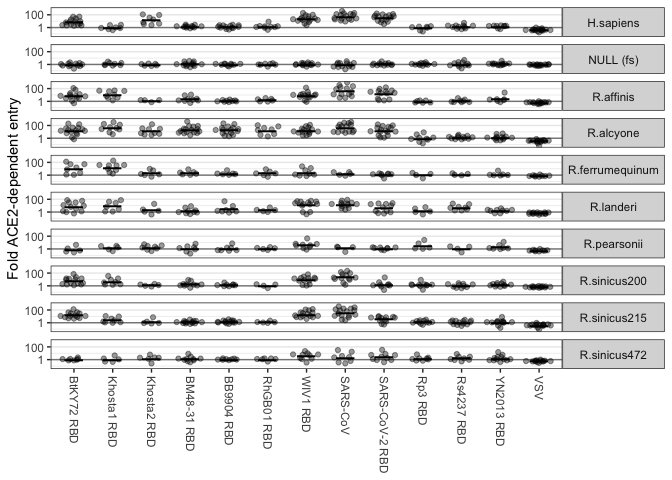 Fold ACE2-dependent entry
100
1
H.sapiens
100
1
NULL (fs)
100
1
R.affinis
100
1
R.alcyone
100
1
R.ferrumequinum
100
1
R.landeri
100
1
R.pearsonii
100
1
R.sinicus200
100
1
R.sinicus215
100
1
R.sinicus472
BtKY72 RBD
Khosta1 RBD
Khosta2 RBD
BM48-31 RBD
BB9904 RBD
RhGB01 RBD
WIV1 RBD
SARS-CoV
SARS-CoV-2 RBD
Rp3 RBD
Rs4237 RBD
YN2013 RBD
VSV